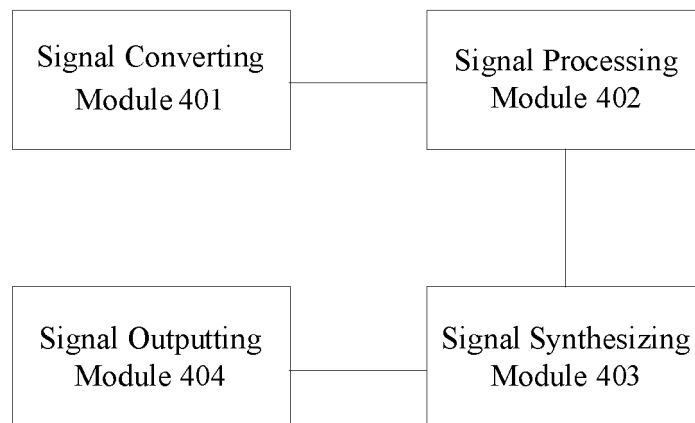 Signal Converting
Module 401
Signal Processing
Module 402
Signal Outputting
Module 404
Signal Synthesizing
Module 403